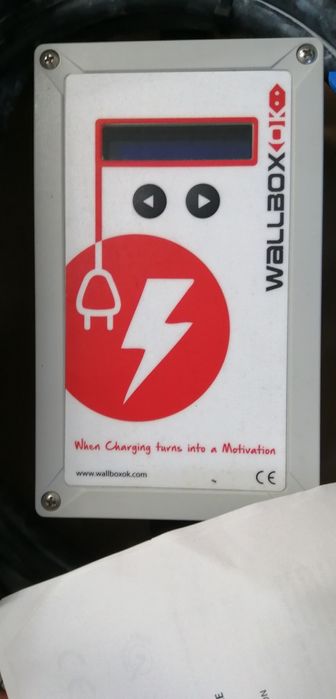 WALLBOXOK
When Charging turns into a Motivation
www.wallboxok.com
CE